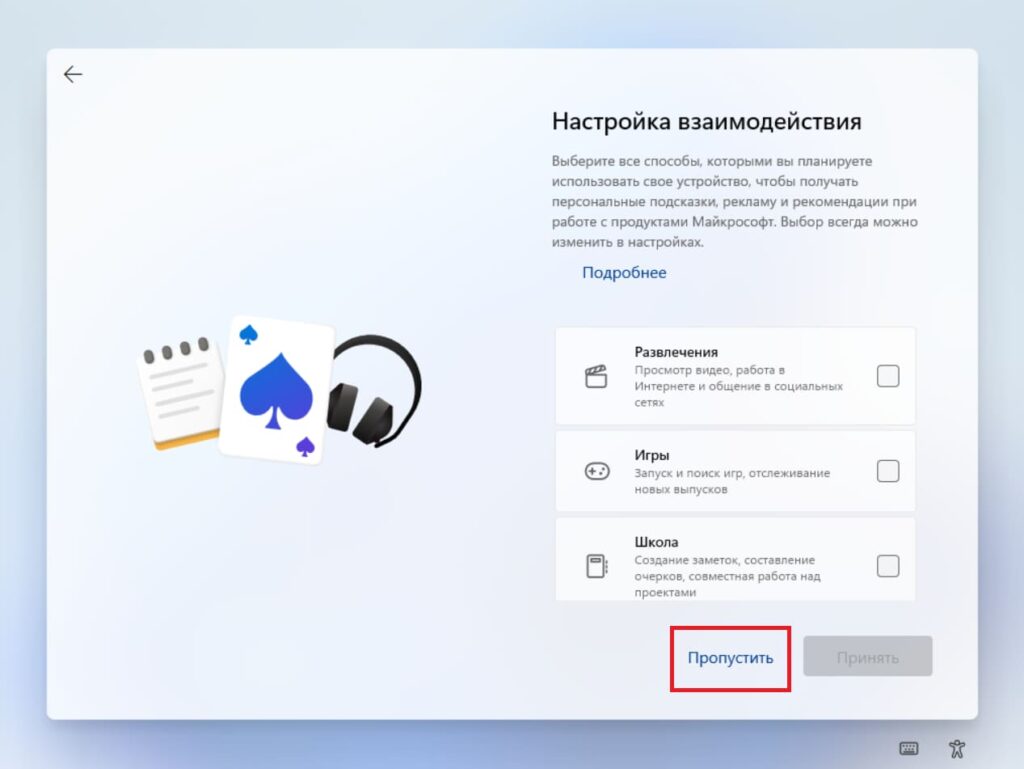 Настройка взаимодействия
Выберите все способы, которыми вы планируете
использовать свое устройство, чтобы получать
персональные подсказки, рекламу и рекомендации при
работе с продуктами Майкрософт. Выбор всегда можно
изменить в настройках.
Подробнее
Развлечения
Просмотр видео, работа в
Интернете и общение в социальных
сетях
Игры
Запуск и поиск игр, отслеживание
новых выпусков
Школа
Создание заметок, составление
очерков, совместная работа над
проектами
Пропустить
Принять